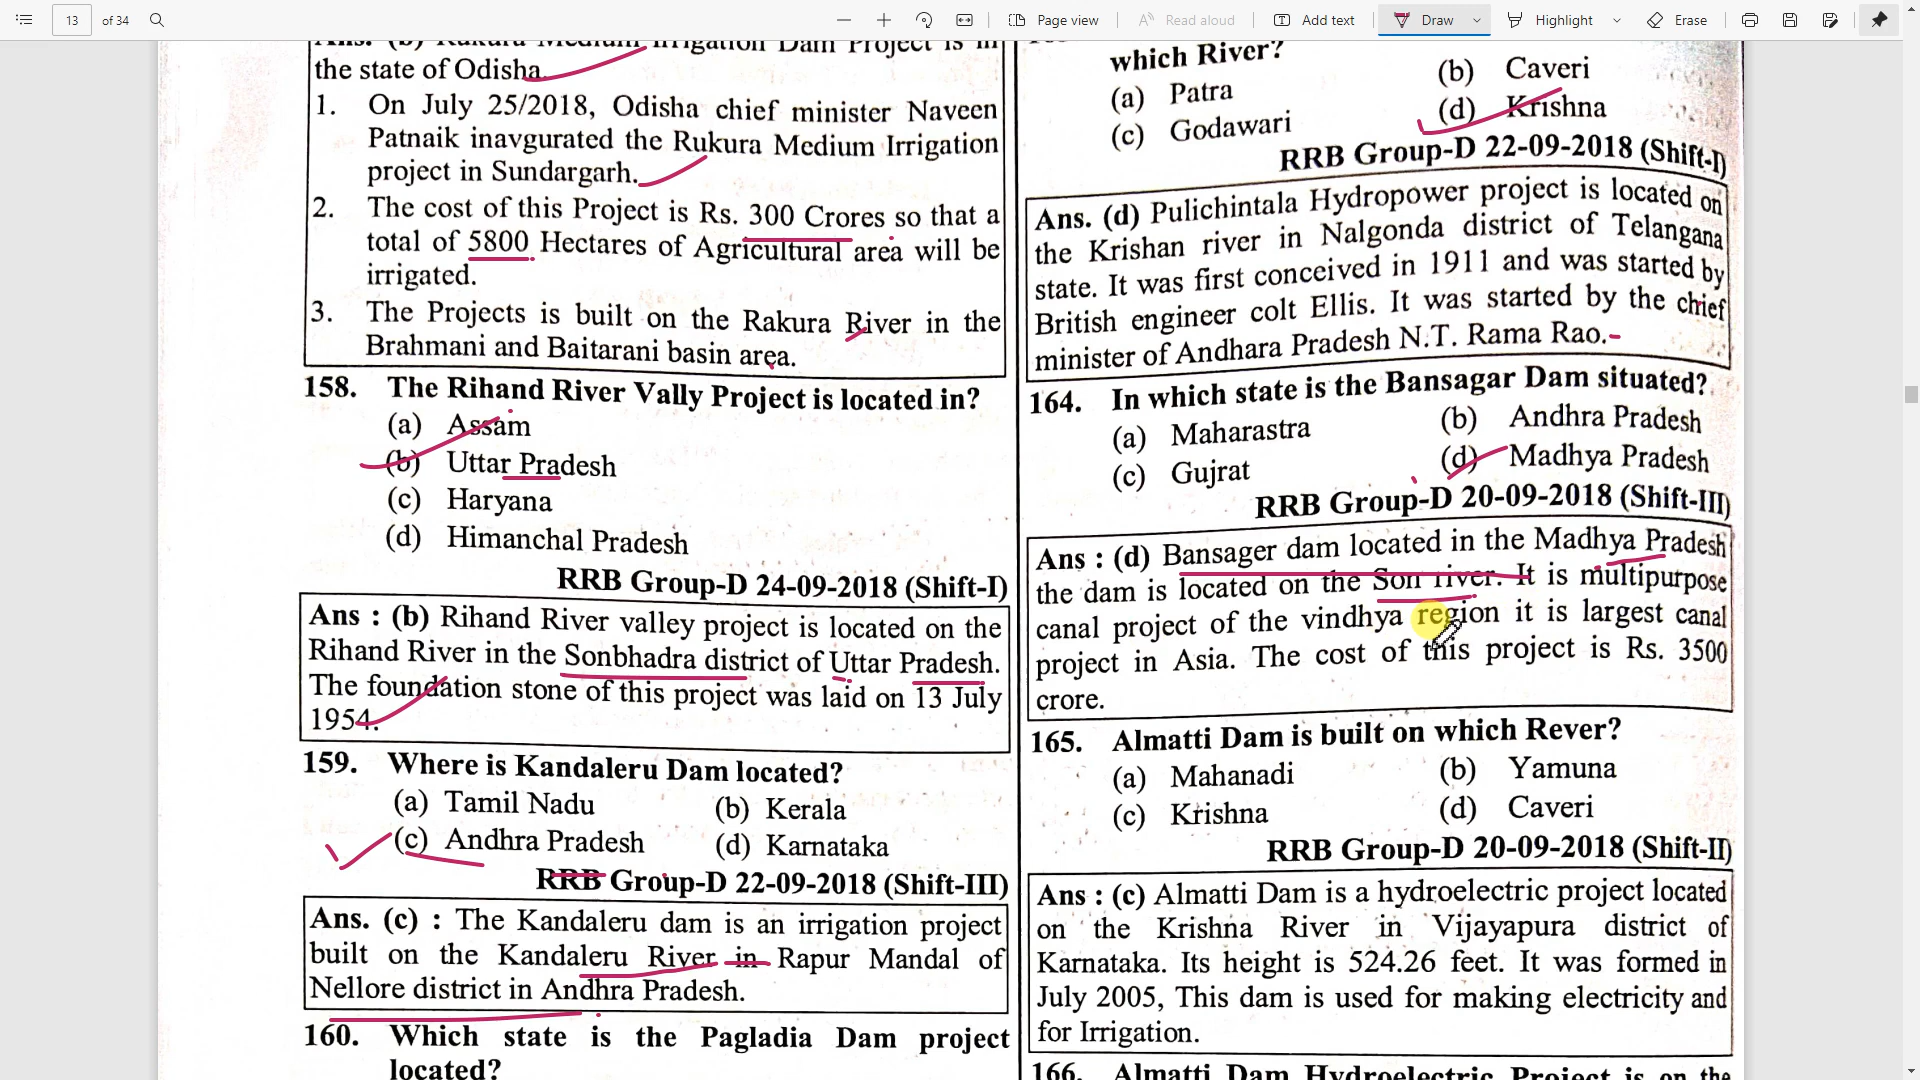 13 of 34
Page view
Read aloud
Add text
Draw
Highlight
Erase
the state of Odisha.
1. On July 25/2018, Odisha chief minister Naveen
Patnaik inavgurated the Rukura Medium Irrigation
project in Sundargarh.
2. The cost of this Project is Rs. 300 Crores so that a
total of 5800 Hectares of Agricultural area will be
irrigated.
3. The Projects is built on the Rakura River in the
Brahmani and Baitarani basin area.
158. The Rihand River Vally Project is located in?
(a) Assam
(b) Uttar Pradesh
(c) Haryana
(d) Himanchal Pradesh
RRB Group-D 24-09-2018 (Shift-I)
Ans : (b) Rihand River valley project is located on the
Rihand River in the Sonbhadra district of Uttar Pradesh.
The foundation stone of this project was laid on 13 July
1954.
159. Where is Kandaleru Dam located?
(a) Tamil Nadu (b) Kerala
(c) Andhra Pradesh (d) Karnataka
RRB Group-D 22-09-2018 (Shift-III)
Ans. (c) : The Kandaleru dam is an irrigation project
built on the Kandaleru River in Rapur Mandal of
Nellore district in Andhra Pradesh.
160. Which state is the Pagladia Dam project
located?
which River?
(a) Patra (b) Caveri
(c) Godawari (d) Krishna
RRB Group-D 22-09-2018 (Shift-I)
Ans. (d) Pulichintala Hydropower project is located on
the Krishan river in Nalgonda district of Telangana
state. It was first conceived in 1911 and was started by
British engineer colt Ellis. It was started by the chief
minister of Andhara Pradesh N.T. Rama Rao.
164. In which state is the Bansagar Dam situated?
(a) Maharastra (b) Andhra Pradesh
(c) Gujrat (d) Madhya Pradesh
RRB Group-D 20-09-2018 (Shift-III)
Ans : (d) Bansager dam located in the Madhya Pradesh
the dam is located on the Son river. It is multipurpose
canal project of the vindhya region it is largest canal
project in Asia. The cost of this project is Rs. 3500
crore.
165. Almatti Dam is built on which Rever?
(a) Mahanadi (b) Yamuna
(c) Krishna (d) Caveri
RRB Group-D 20-09-2018 (Shift-II)
Ans : (c) Almatti Dam is a hydroelectric project located
on the Krishna River in Vijayapura district of
Karnataka. Its height is 524.26 feet. It was formed in
July 2005, This dam is used for making electricity and
for Irrigation.
166. Almatti Dam Hydroelectric Project is on the